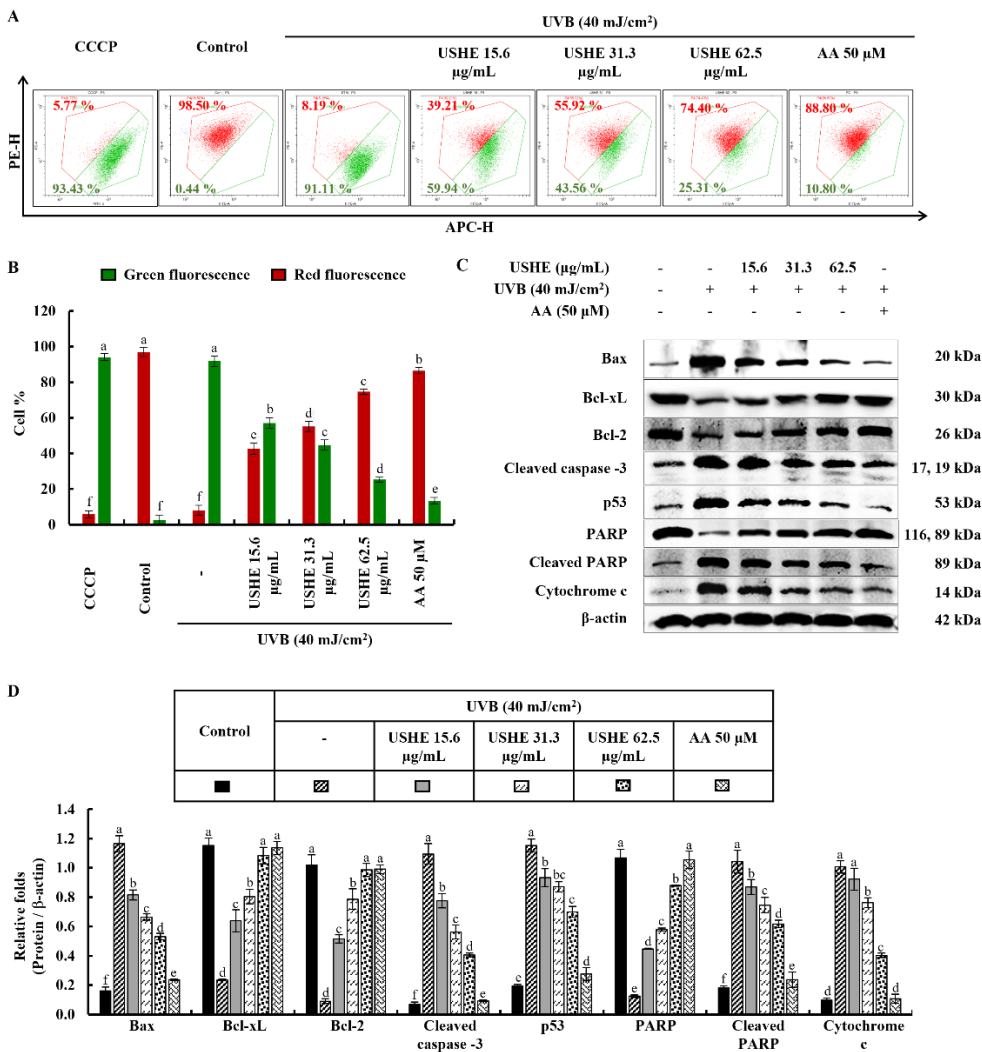 A
UVB (40 mJ/cm²)
CCCP
Control
USHE 15.6 µg/mL
USHE 31.3 µg/mL
USHE 62.5 µg/mL
AA 50 µM
5.77 %
98.50 %
8.19 %
39.21 %
55.92 %
74.40 %
88.80 %
93.43 %
0.44 %
91.11 %
59.94 %
43.56 %
25.31 %
10.80 %
PE-H
APC-H
B
Green fluorescence
Red fluorescence
Cell %
120
100
80
60
40
20
0
f a
a f
f a
e b
d c
c d
b e
CCCP
Control
-
USHE 15.6 µg/mL
USHE 31.3 µg/mL
USHE 62.5 µg/mL
AA 50 µM
UVB (40 mJ/cm²)
C
USHE (µg/mL) - - 15.6 31.3 62.5 -
UVB (40 mJ/cm²) - + + + + +
AA (50 µM) - - - - - +
Bax 20 kDa
Bcl-xL 30 kDa
Bcl-2 26 kDa
Cleaved caspase -3 17, 19 kDa
p53 53 kDa
PARP 116, 89 kDa
Cleaved PARP 89 kDa
Cytochrome c 14 kDa
β-actin 42 kDa
D
Control
UVB (40 mJ/cm²)
-
USHE 15.6 µg/mL
USHE 31.3 µg/mL
USHE 62.5 µg/mL
AA 50 µM
Relative folds
(Protein / β-actin)
1.4
1.2
1.0
0.8
0.6
0.4
0.2
0.0
f a b c d e
a d c b a a
a d c b a a
f a b c d e
e a b bc d d
a e d c b a
f a b c d e
d a a b c d
Bax
Bcl-xL
Bcl-2
Cleaved caspase -3
p53
PARP
Cleaved PARP
Cytochrome c